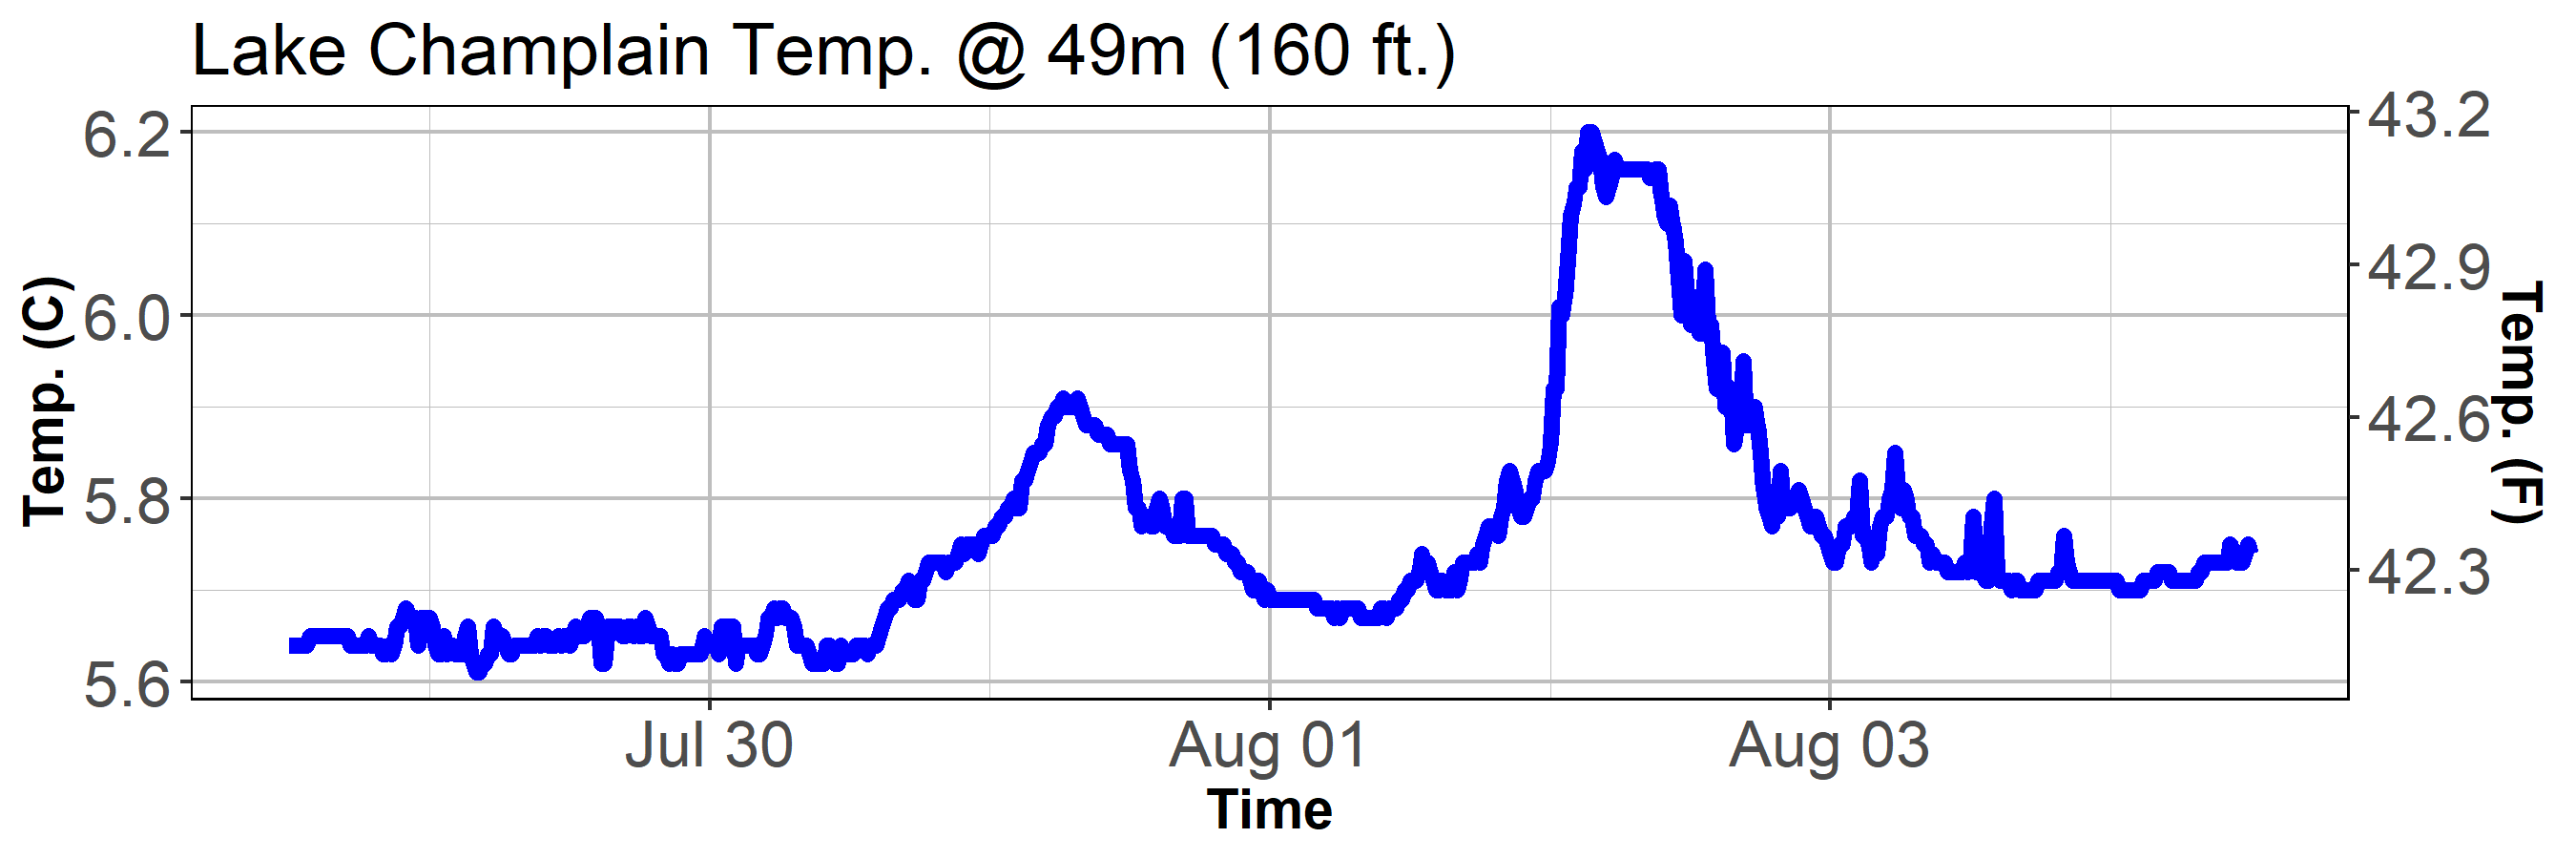 Lake Champlain Temp. @ 49m (160 ft.)
Temp. (C)
6.2
6.0
5.8
5.6
43.2
42.9
42.6
42.3
Temp. (F)
Jul 30
Aug 01
Aug 03
Time